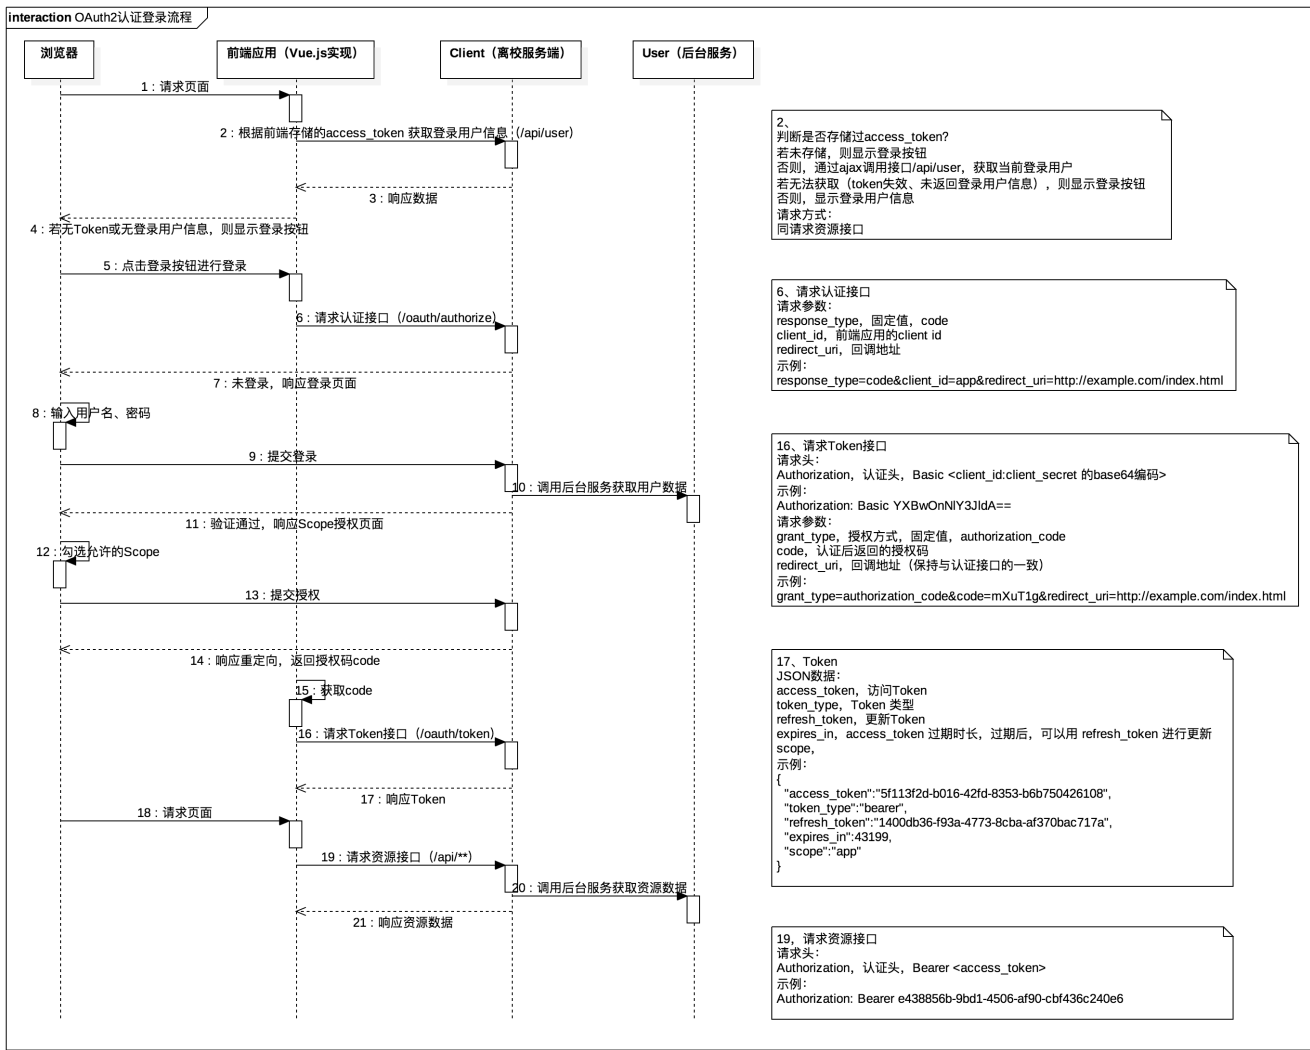 interaction OAuth2认证登录流程
浏览器
前端应用（Vue.js实现）
Client（离校服务端）
User（后台服务）
1 : 请求页面
2 : 根据前端存储的access_token 获取登录用户信息（/api/user）
3 : 响应数据
4 : 若无Token或无登录用户信息，则显示登录按钮
5 : 点击登录按钮进行登录
6 : 请求认证接口（/oauth/authorize）
7 : 未登录，响应登录页面
8 : 输入用户名、密码
9 : 提交登录
10 : 调用后台服务获取用户数据
11 : 验证通过，响应Scope授权页面
12 : 勾选允许的Scope
13 : 提交授权
14 : 响应重定向，返回授权码code
15 : 获取code
16 : 请求Token接口（/oauth/token）
17 : 响应Token
18 : 请求页面
19 : 请求资源接口（/api/**）
20 : 调用后台服务获取资源数据
21 : 响应资源数据
2、
判断是否存储过access_token?
若未存储，则显示登录按钮
否则，通过ajax调用接口/api/user，获取当前登录用户
若无法获取（token失效、未返回登录用户信息），则显示登录按钮
否则，显示登录用户信息
请求方式：
同请求资源接口
6、请求认证接口
请求参数：
response_type，固定值，code
client_id，前端应用的client id
redirect_uri，回调地址
示例：
response_type=code&client_id=app&redirect_uri=http://example.com/index.html
16、请求Token接口
请求头：
Authorization，认证头，Basic <client_id:client_secret 的base64编码>
示例：
Authorization: Basic YXBwOnNlY3JldA==
请求参数：
grant_type，授权方式，固定值，authorization_code
code，认证后返回的授权码
redirect_uri，回调地址（保持与认证接口的一致）
示例：
grant_type=authorization_code&code=mXuT1g&redirect_uri=http://example.com/index.html
17、Token
JSON数据：
access_token，访问Token
token_type，Token 类型
refresh_token，更新Token
expires_in，access_token 过期时长，过期后，可以用 refresh_token 进行更新
scope，
示例：
{
"access_token":"5f113f2d-b016-42fd-8353-b6b750426108",
"token_type":"bearer",
"refresh_token":"1400db36-f93a-4773-8cba-af370bac717a",
"expires_in":43199,
"scope":"app"
}
19，请求资源接口
请求头：
Authorization，认证头，Bearer <access_token>
示例：
Authorization: Bearer e438856b-9bd1-4506-af90-cbf436c240e6